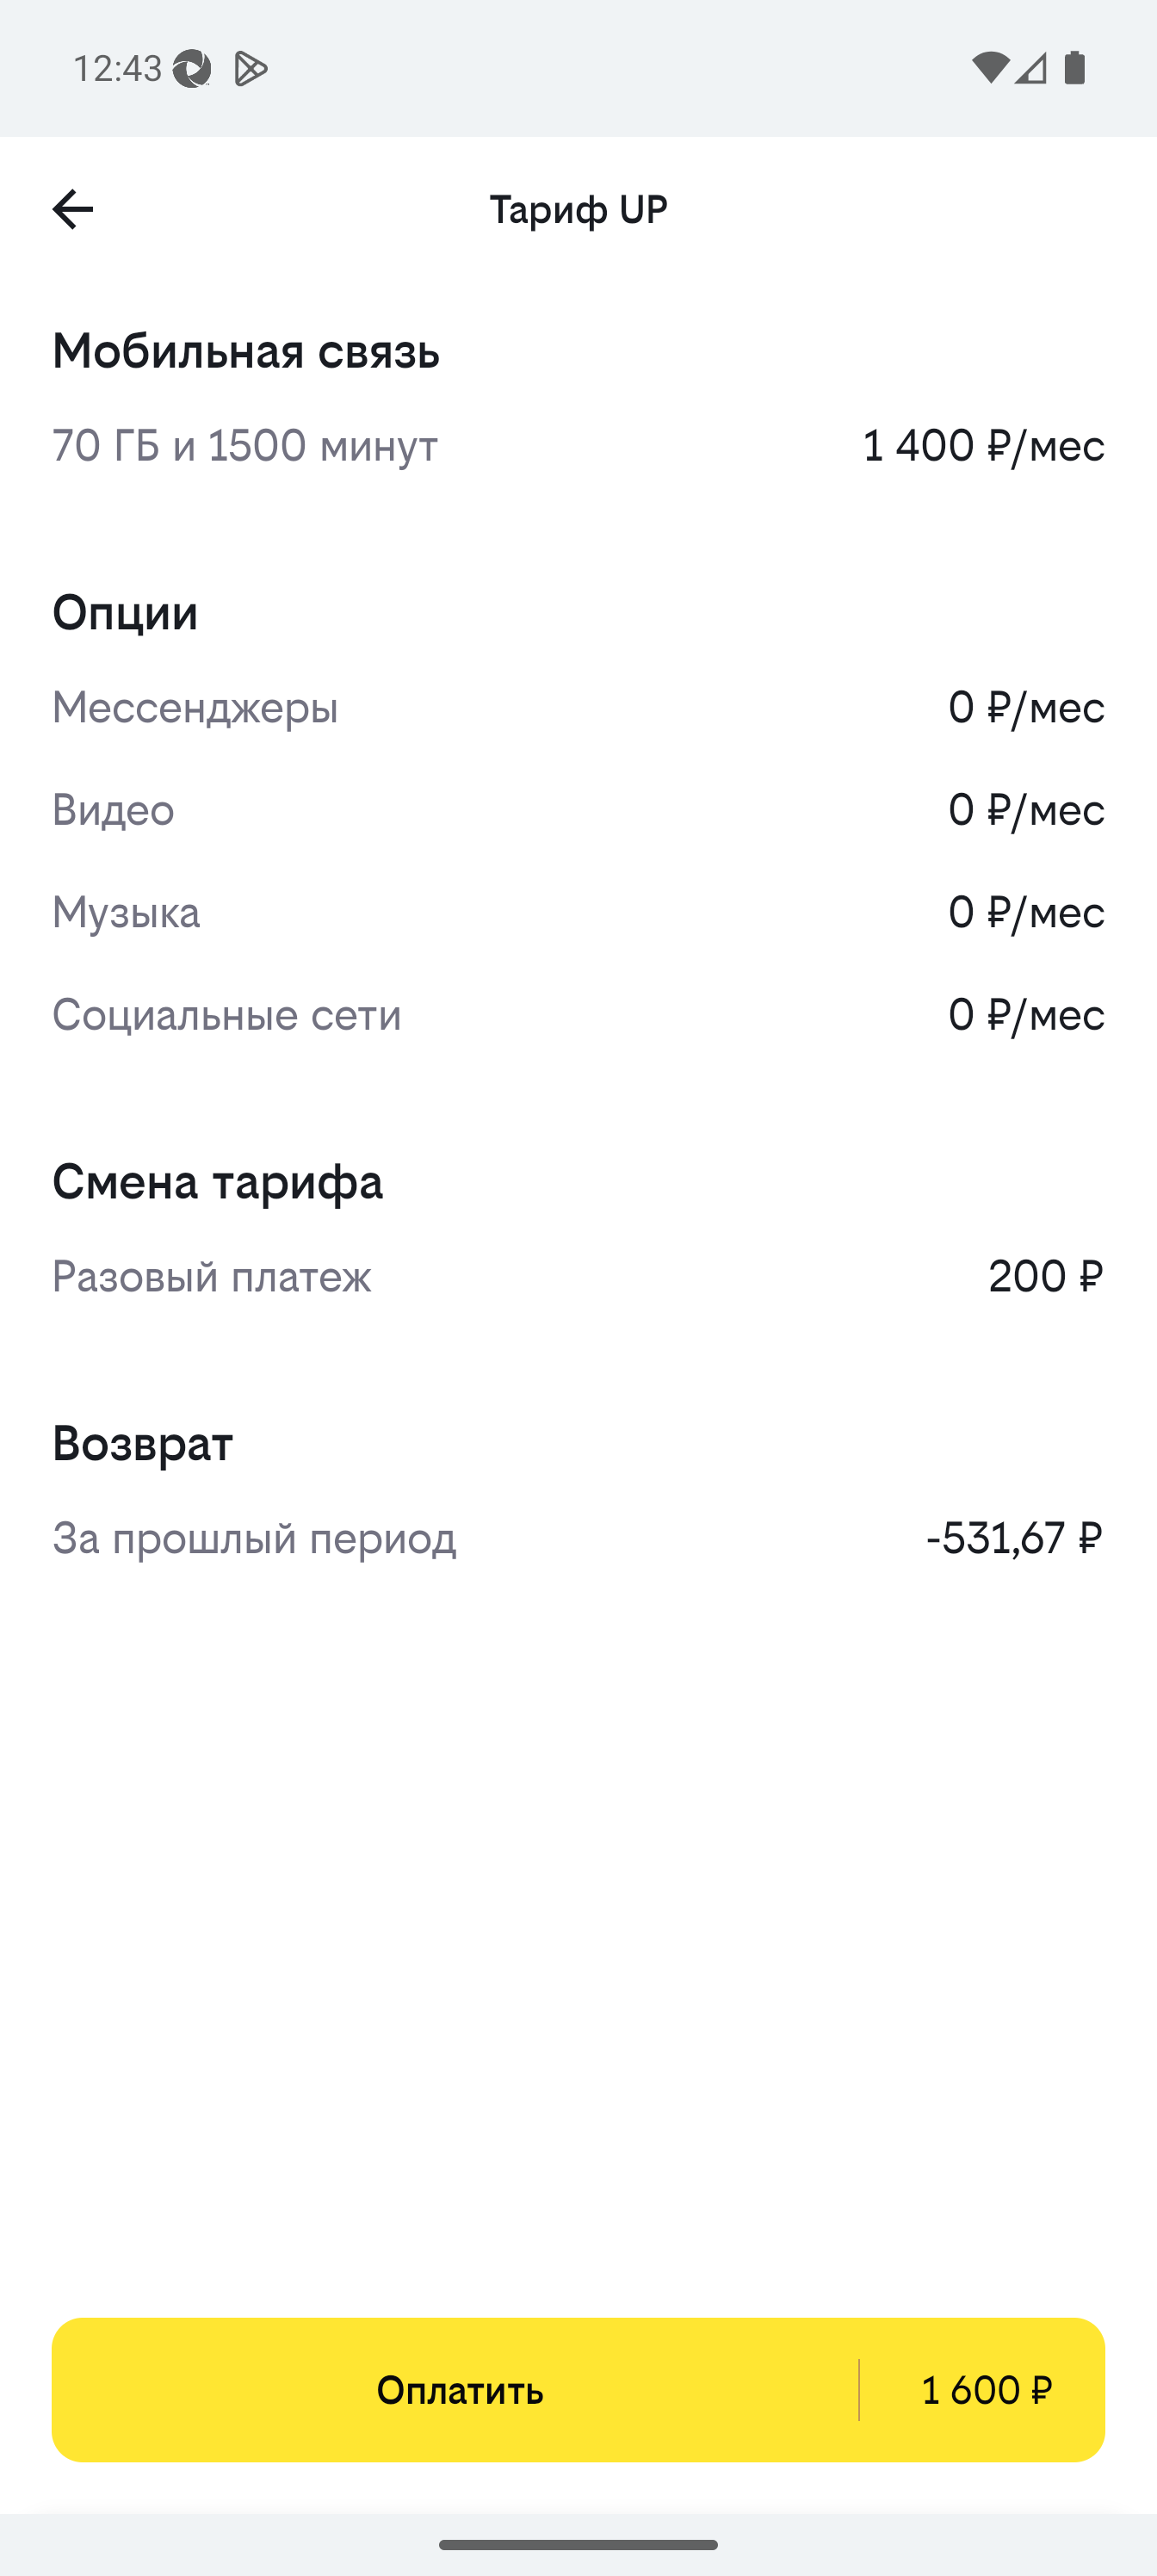 12:43
Тариф UP
Мобильная связь
70 ГБ и 1500 минут 1 400 ₽/мес
Опции
Мессенджеры 0 ₽/мес
Видео 0 ₽/мес
Музыка 0 ₽/мес
Социальные сети 0 ₽/мес
Смена тарифа
Разовый платеж 200 ₽
Возврат
За прошлый период -531,67 ₽
Оплатить 1 600 ₽